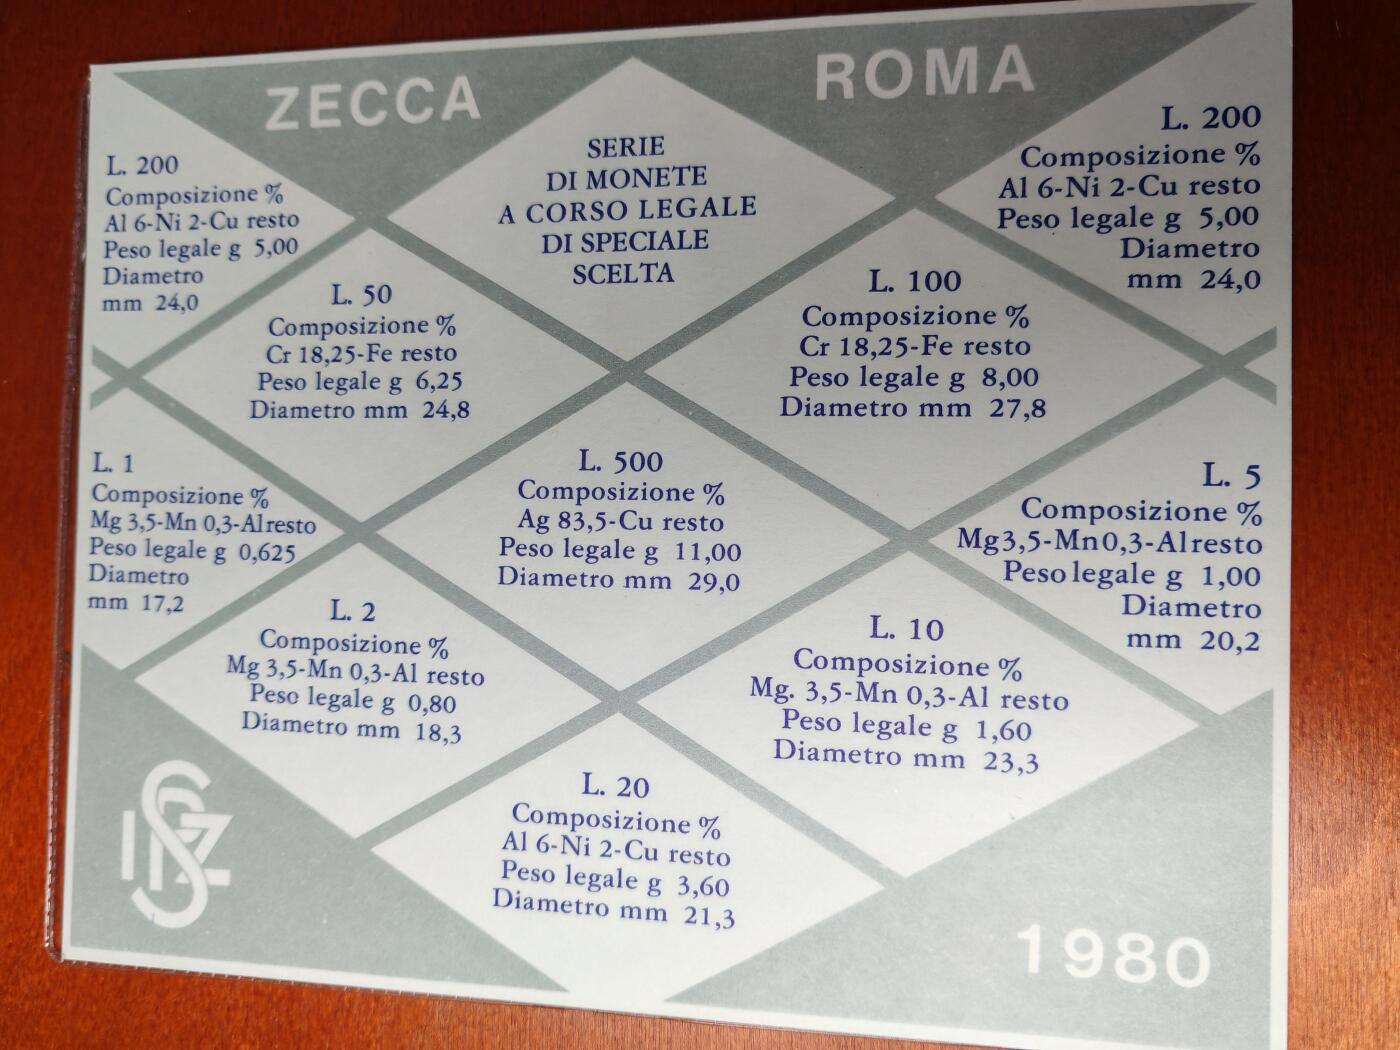 ZECCA
ROMA
L. 200
Composizione %
Al 6-Ni 2-Cu resto
Peso legale g 5,00
Diametro
mm 24,0
SERIE
DI MONETE
A CORSO LEGALE
DI SPECIALE
SCELTA
L. 200
Composizione %
Al 6-Ni 2-Cu resto
Peso legale g 5,00
Diametro
mm 24,0
L. 50
Composizione %
Cr 18,25-Fe resto
Peso legale g 6,25
Diametro mm 24,8
L. 100
Composizione %
Cr 18,25-Fe resto
Peso legale g 8,00
Diametro mm 27,8
L. 1
Composizione %
Mg 3,5-Mn 0,3-Al resto
Peso legale g 0,625
Diametro
mm 17,2
L. 500
Composizione %
Ag 83,5-Cu resto
Peso legale g 11,00
Diametro mm 29,0
L. 5
Composizione %
Mg 3,5-Mn 0,3-Al resto
Peso legale g 1,00
Diametro
mm 20,2
L. 2
Composizione %
Mg 3,5-Mn 0,3-Al resto
Peso legale g 0,80
Diametro mm 18,3
L. 10
Composizione %
Mg. 3,5-Mn 0,3-Al resto
Peso legale g 1,60
Diametro mm 23,3
L. 20
Composizione %
Al 6-Ni 2-Cu resto
Peso legale g 3,60
Diametro mm 21,3
IPZS
1980